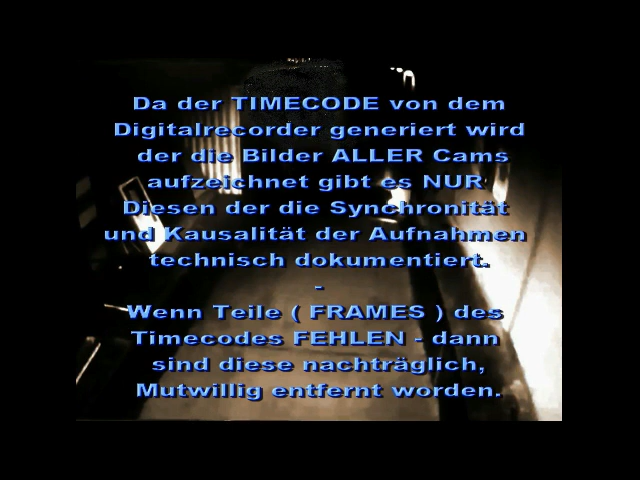 Da der TIMECODE von dem
Digitalrecorder generiert wird
der die Bilder ALLER Cams
aufzeichnet gibt es NUR
Diesen der die Synchronität
und Kausalität der Aufnahmen
technisch dokumentiert.
-
Wenn Teile ( FRAMES ) des
Timecodes FEHLEN - dann
sind diese nachträglich,
Mutwillig entfernt worden.